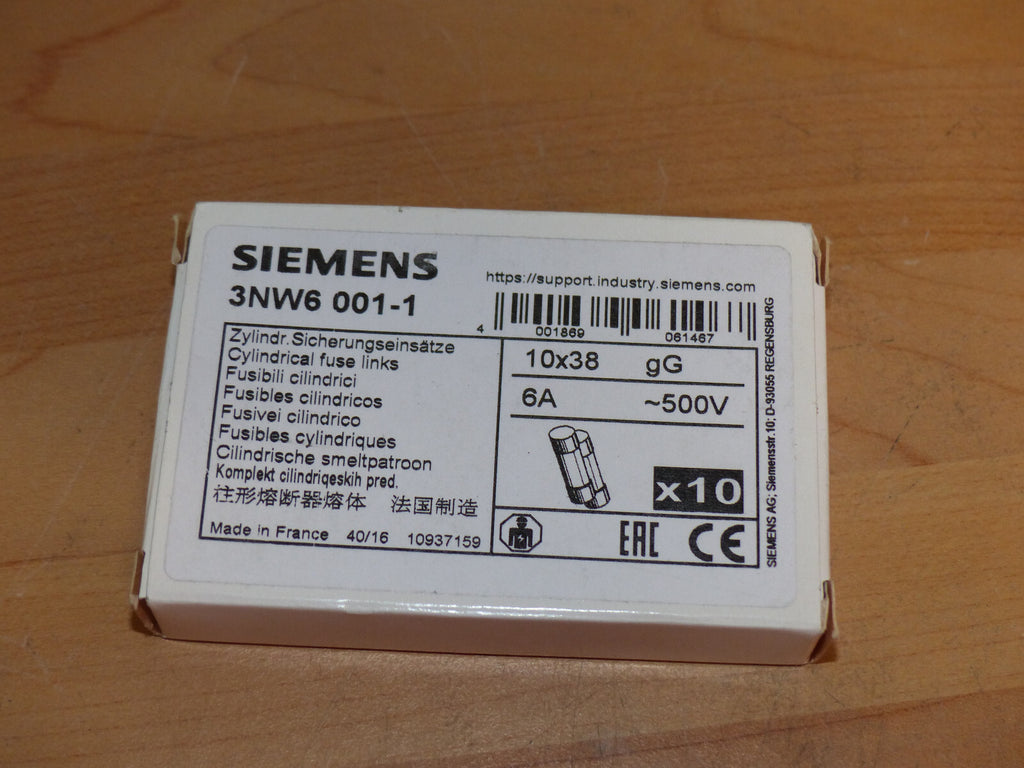 SIEMENS
3NW6 001-1
https://support.industry.siemens.com
4 001869 061467
Zylindr.Sicherungseinsätze
Cylindrical fuse links
Fusibili cilindrici
Fusibles cilindricos
Fusivei cilindrico
Fusibles cylindriques
Cilindrische smeltpatroon
Komplekt cilindriqeskih pred.
柱形熔断器熔体 法国制造
Made in France 40/16 10937159
10x38 gG
6A ~500V
x10
EAC CE
SIEMENS AG; Siemensstr.10; D-93055 REGENSBURG